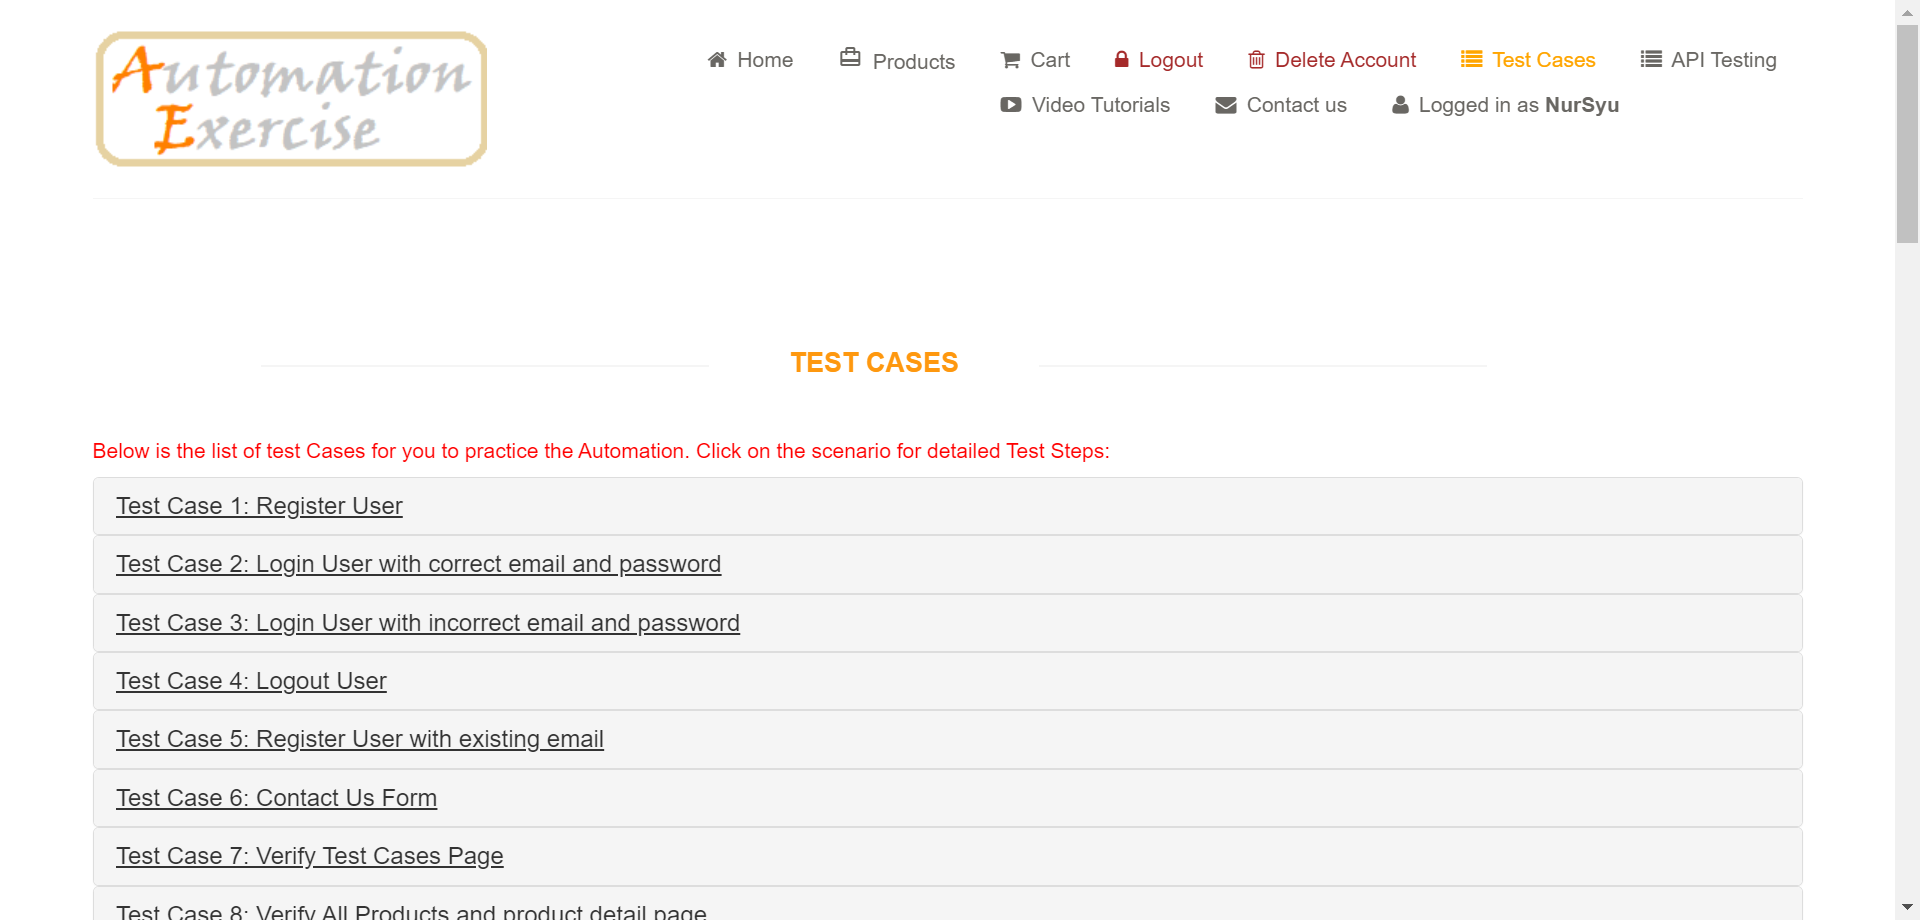 Automation
Exercise
Home
Products
Cart
Logout
Delete Account
Test Cases
API Testing
Video Tutorials
Contact us
Logged in as NurSyu
TEST CASES
Below is the list of test Cases for you to practice the Automation. Click on the scenario for detailed Test Steps:
Test Case 1: Register User
Test Case 2: Login User with correct email and password
Test Case 3: Login User with incorrect email and password
Test Case 4: Logout User
Test Case 5: Register User with existing email
Test Case 6: Contact Us Form
Test Case 7: Verify Test Cases Page
Test Case 8: Verify All Products and product detail page